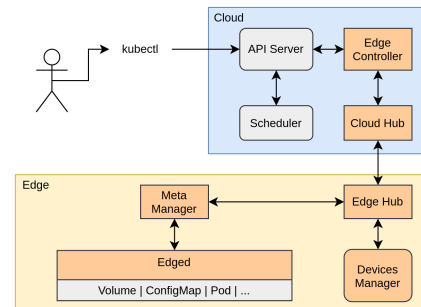 Cloud
kubectl
API Server
Edge
Controller
Scheduler
Cloud Hub
Edge
Meta
Manager
Edge Hub
Edged
Volume | ConfigMap | Pod | ...
Devices
Manager